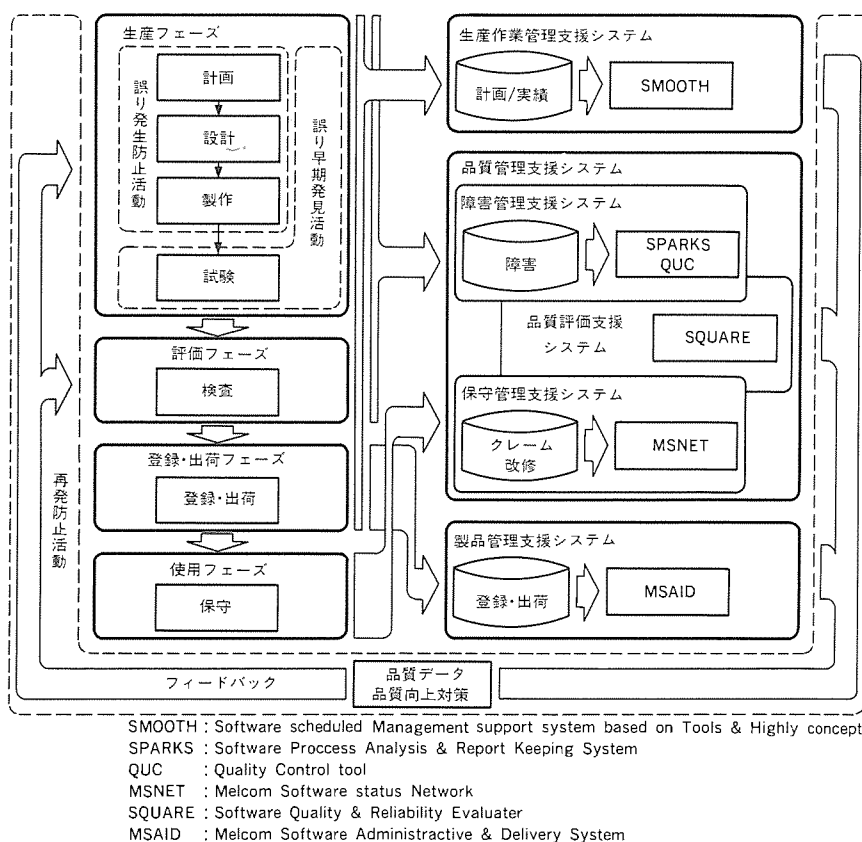 生産フェーズ
計画
設計
製作
試験
誤り発生防止活動
誤り早期発見活動
評価フェーズ
検査
登録・出荷フェーズ
登録・出荷
使用フェーズ
保守
再発防止活動
生産作業管理支援システム
計画/実績
SMOOTH
品質管理支援システム
障害管理支援システム
障害
SPARKS
QUC
品質評価支援
システム
SQUARE
保守管理支援システム
クレーム
改修
MSNET
製品管理支援システム
登録・出荷
MSAID
フィードバック
品質データ
品質向上対策
SMOOTH : Software scheduled Management support system based on Tools & Highly concept
SPARKS : Software Proccess Analysis & Report Keeping System
QUC : Quality Control tool
MSNET : Melcom Software status Network
SQUARE : Software Quality & Reliability Evaluater
MSAID : Melcom Software Administractive & Delivery System